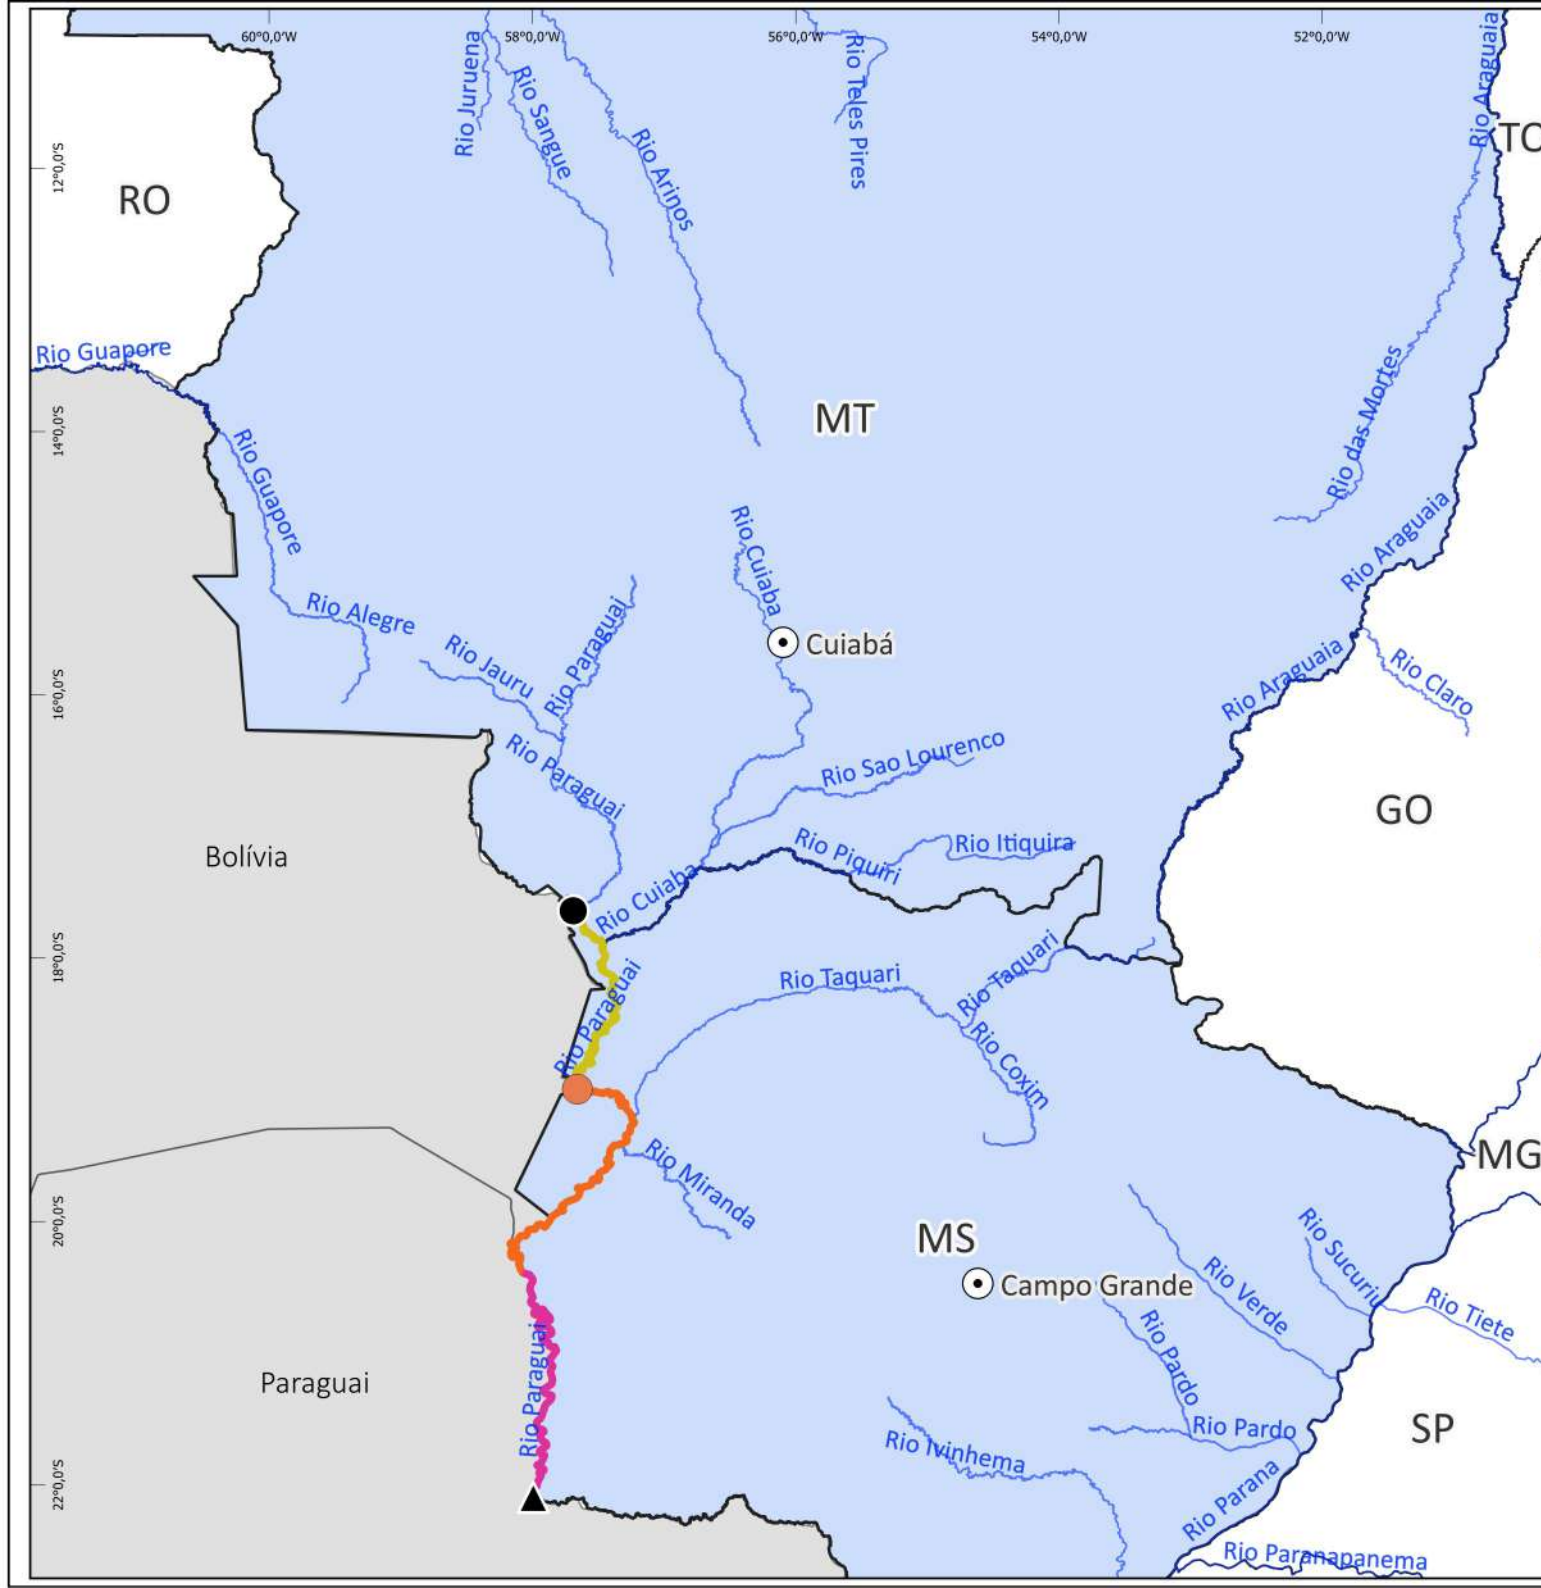 60°0,0'W
58°0,0'W
56°0,0'W
54°0,0'W
52°0,0'W
Rio Juruena
Rio Sangue
Rio Arinos
Rio Teles Pires
Rio Araguaia
TO
12°0,0'S
RO
Rio Guapore
MT
14°0,0'S
Rio Guapore
Rio das Mortes
Rio Araguaia
Rio Cuiaba
Rio Alegre
Rio Jauru
Rio Paraguai
Cuiabá
Rio Araguaia
Rio Claro
16°0,0'S
Rio Paraguai
Rio Sao Lourenco
GO
Bolívia
Rio Piquiri
Rio Itiquira
Rio Cuiaba
18°0,0'S
Rio Paraguai
Rio Taquari
Rio Taquari
Rio Coxim
MG
Rio Miranda
20°0,0'S
MS
Campo Grande
Rio Verde
Rio Sucuriu
Rio Tiete
Paraguai
Rio Paraguai
Rio Pardo
Rio Pardo
SP
Rio Ivinhema
22°0,0'S
Rio Parana
Rio Paranapanema